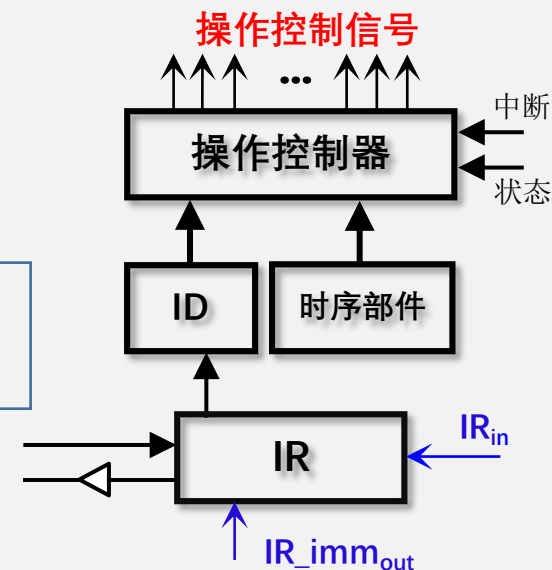 操作控制信号
...
中断
操作控制器
状态
ID
时序部件
IRin
IR
IR_immout